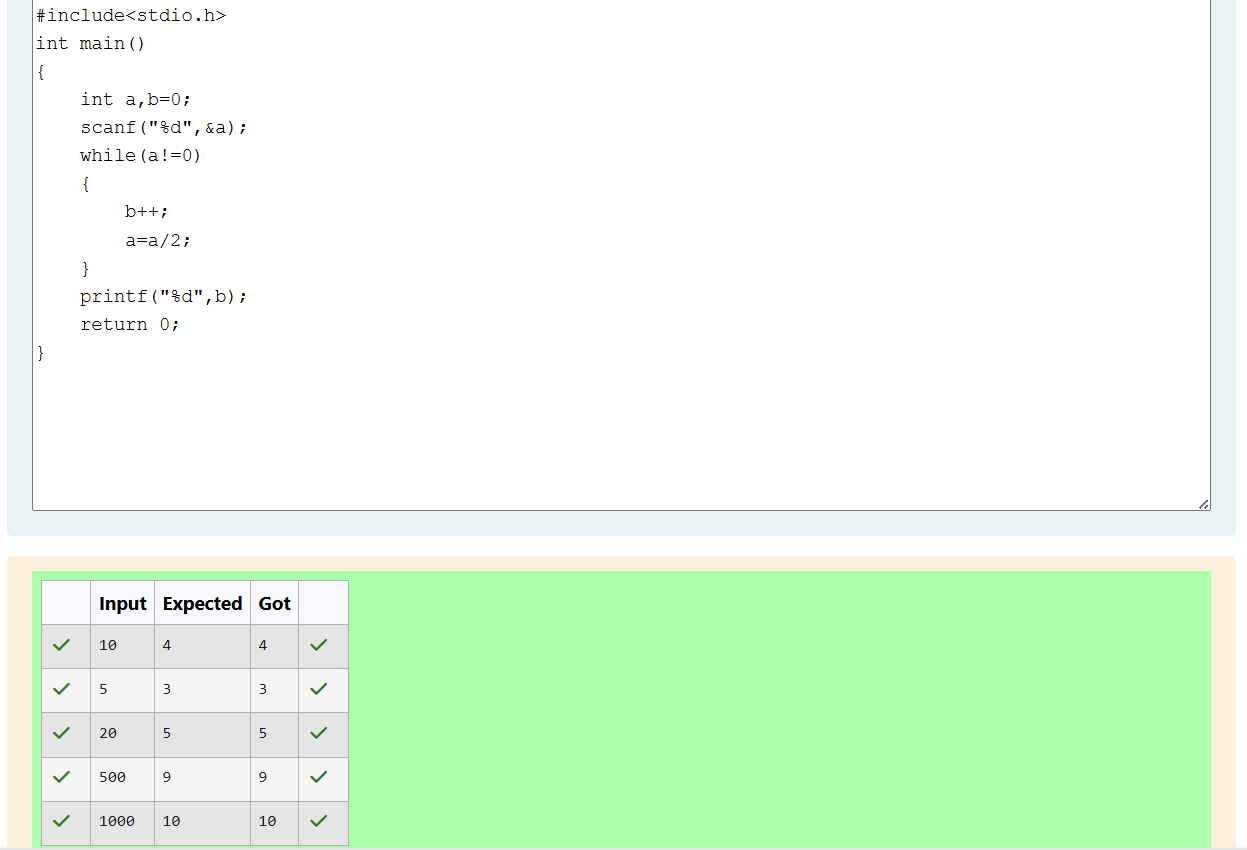 #include<stdio.h>
int main()
{
    int a,b=0;
    scanf("%d",&a);
    while(a!=0)
    {
        b++;
        a=a/2;
    }
    printf("%d",b);
    return 0;
}
Input Expected Got
10 4 4
5 3 3
20 5 5
500 9 9
1000 10 10